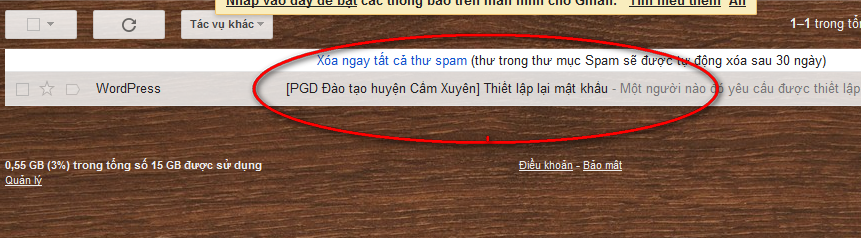 Nhấp vào đây để bật các thông báo trên màn hình cho Gmail. Tìm hiểu thêm Ẩn
Tác vụ khác
1–1 trong tổn
Xóa ngay tất cả thư spam (thư trong thư mục Spam sẽ được tự động xóa sau 30 ngày)
WordPress [PGD Đào tạo huyện Cẩm Xuyên] Thiết lập lại mật khẩu - Một người nào đó yêu cầu được thiết lập
0,55 GB (3%) trong tổng số 15 GB được sử dụng
Quản lý
Điều khoản - Bảo mật